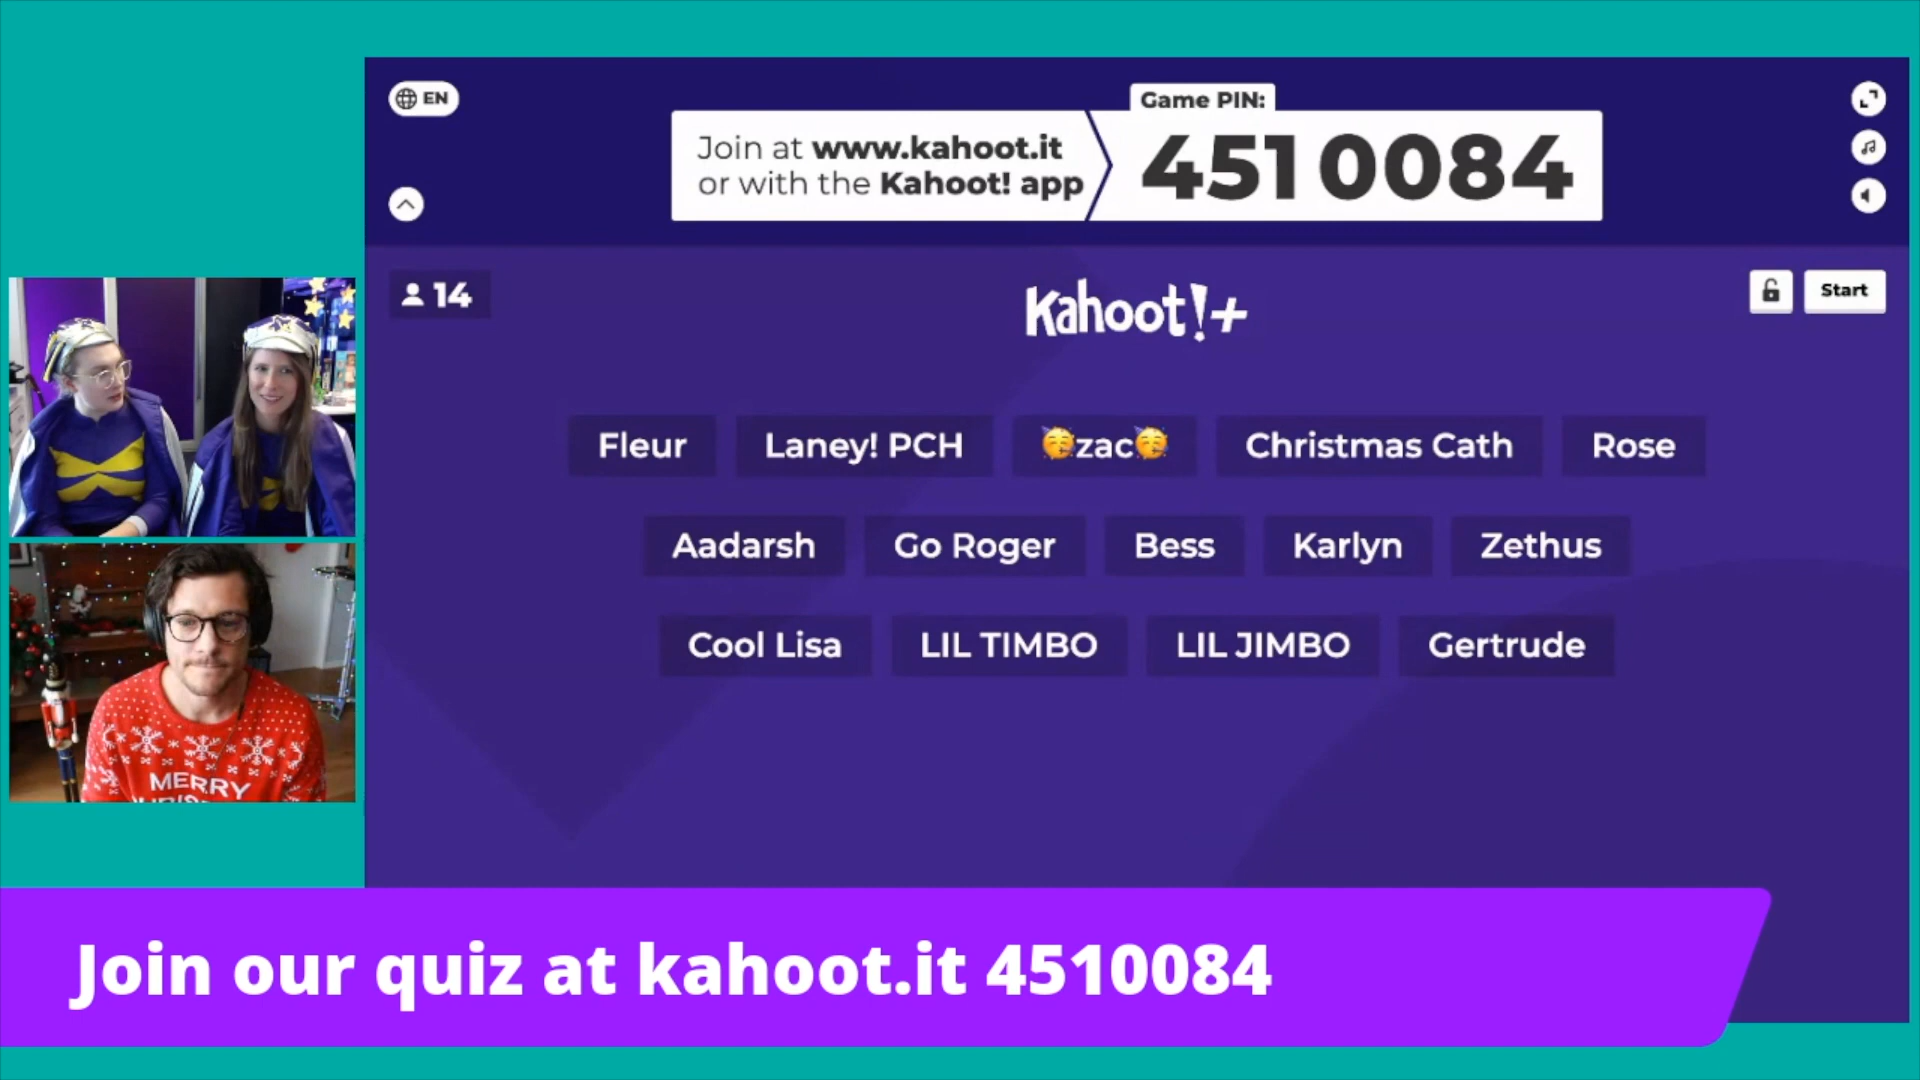 EN
Game PIN:
Join at www.kahoot.it
or with the Kahoot! app
451 0084
14
Kahoot!+
Start
Fleur
Laney! PCH
🥳zac🥳
Christmas Cath
Rose
Aadarsh
Go Roger
Bess
Karlyn
Zethus
Cool Lisa
LIL TIMBO
LIL JIMBO
Gertrude
MERRY
Join our quiz at kahoot.it 4510084